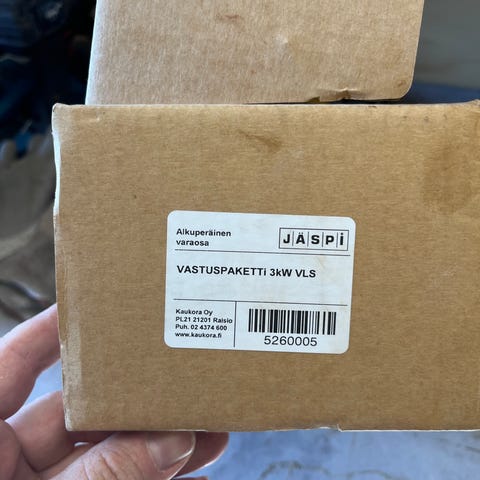 Alkuperäinen
varaosa
JÄSPi
VASTUSPAKETTi 3kW VLS
Kaukora Oy
PL21 21201 Raisio
Puh. 02 4374 600
www.kaukora.fi
5260005